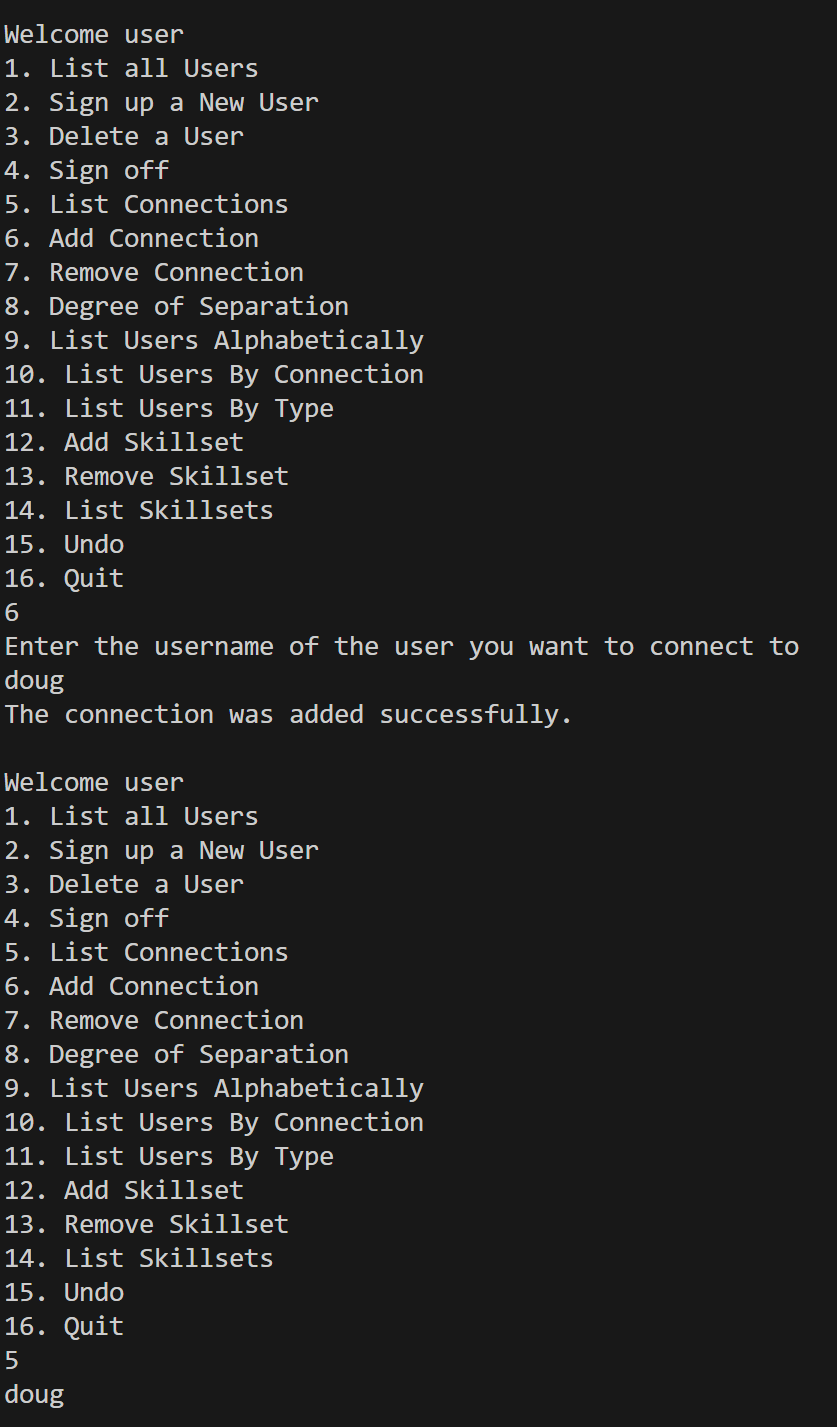 Welcome user
1. List all Users
2. Sign up a New User
3. Delete a User
4. Sign off
5. List Connections
6. Add Connection
7. Remove Connection
8. Degree of Separation
9. List Users Alphabetically
10. List Users By Connection
11. List Users By Type
12. Add Skillset
13. Remove Skillset
14. List Skillsets
15. Undo
16. Quit
6
Enter the username of the user you want to connect to
doug
The connection was added successfully.
Welcome user
1. List all Users
2. Sign up a New User
3. Delete a User
4. Sign off
5. List Connections
6. Add Connection
7. Remove Connection
8. Degree of Separation
9. List Users Alphabetically
10. List Users By Connection
11. List Users By Type
12. Add Skillset
13. Remove Skillset
14. List Skillsets
15. Undo
16. Quit
5
doug